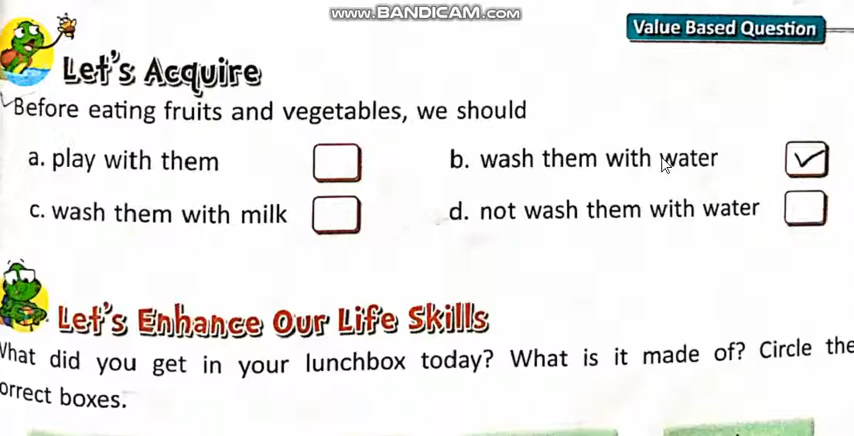 www.BANDICAM.com
Value Based Question
Let's Acquire
Before eating fruits and vegetables, we should
a. play with them
b. wash them with water
c. wash them with milk
d. not wash them with water
Let's Enhance Our Life Skills
What did you get in your lunchbox today? What is it made of? Circle the
orrect boxes.